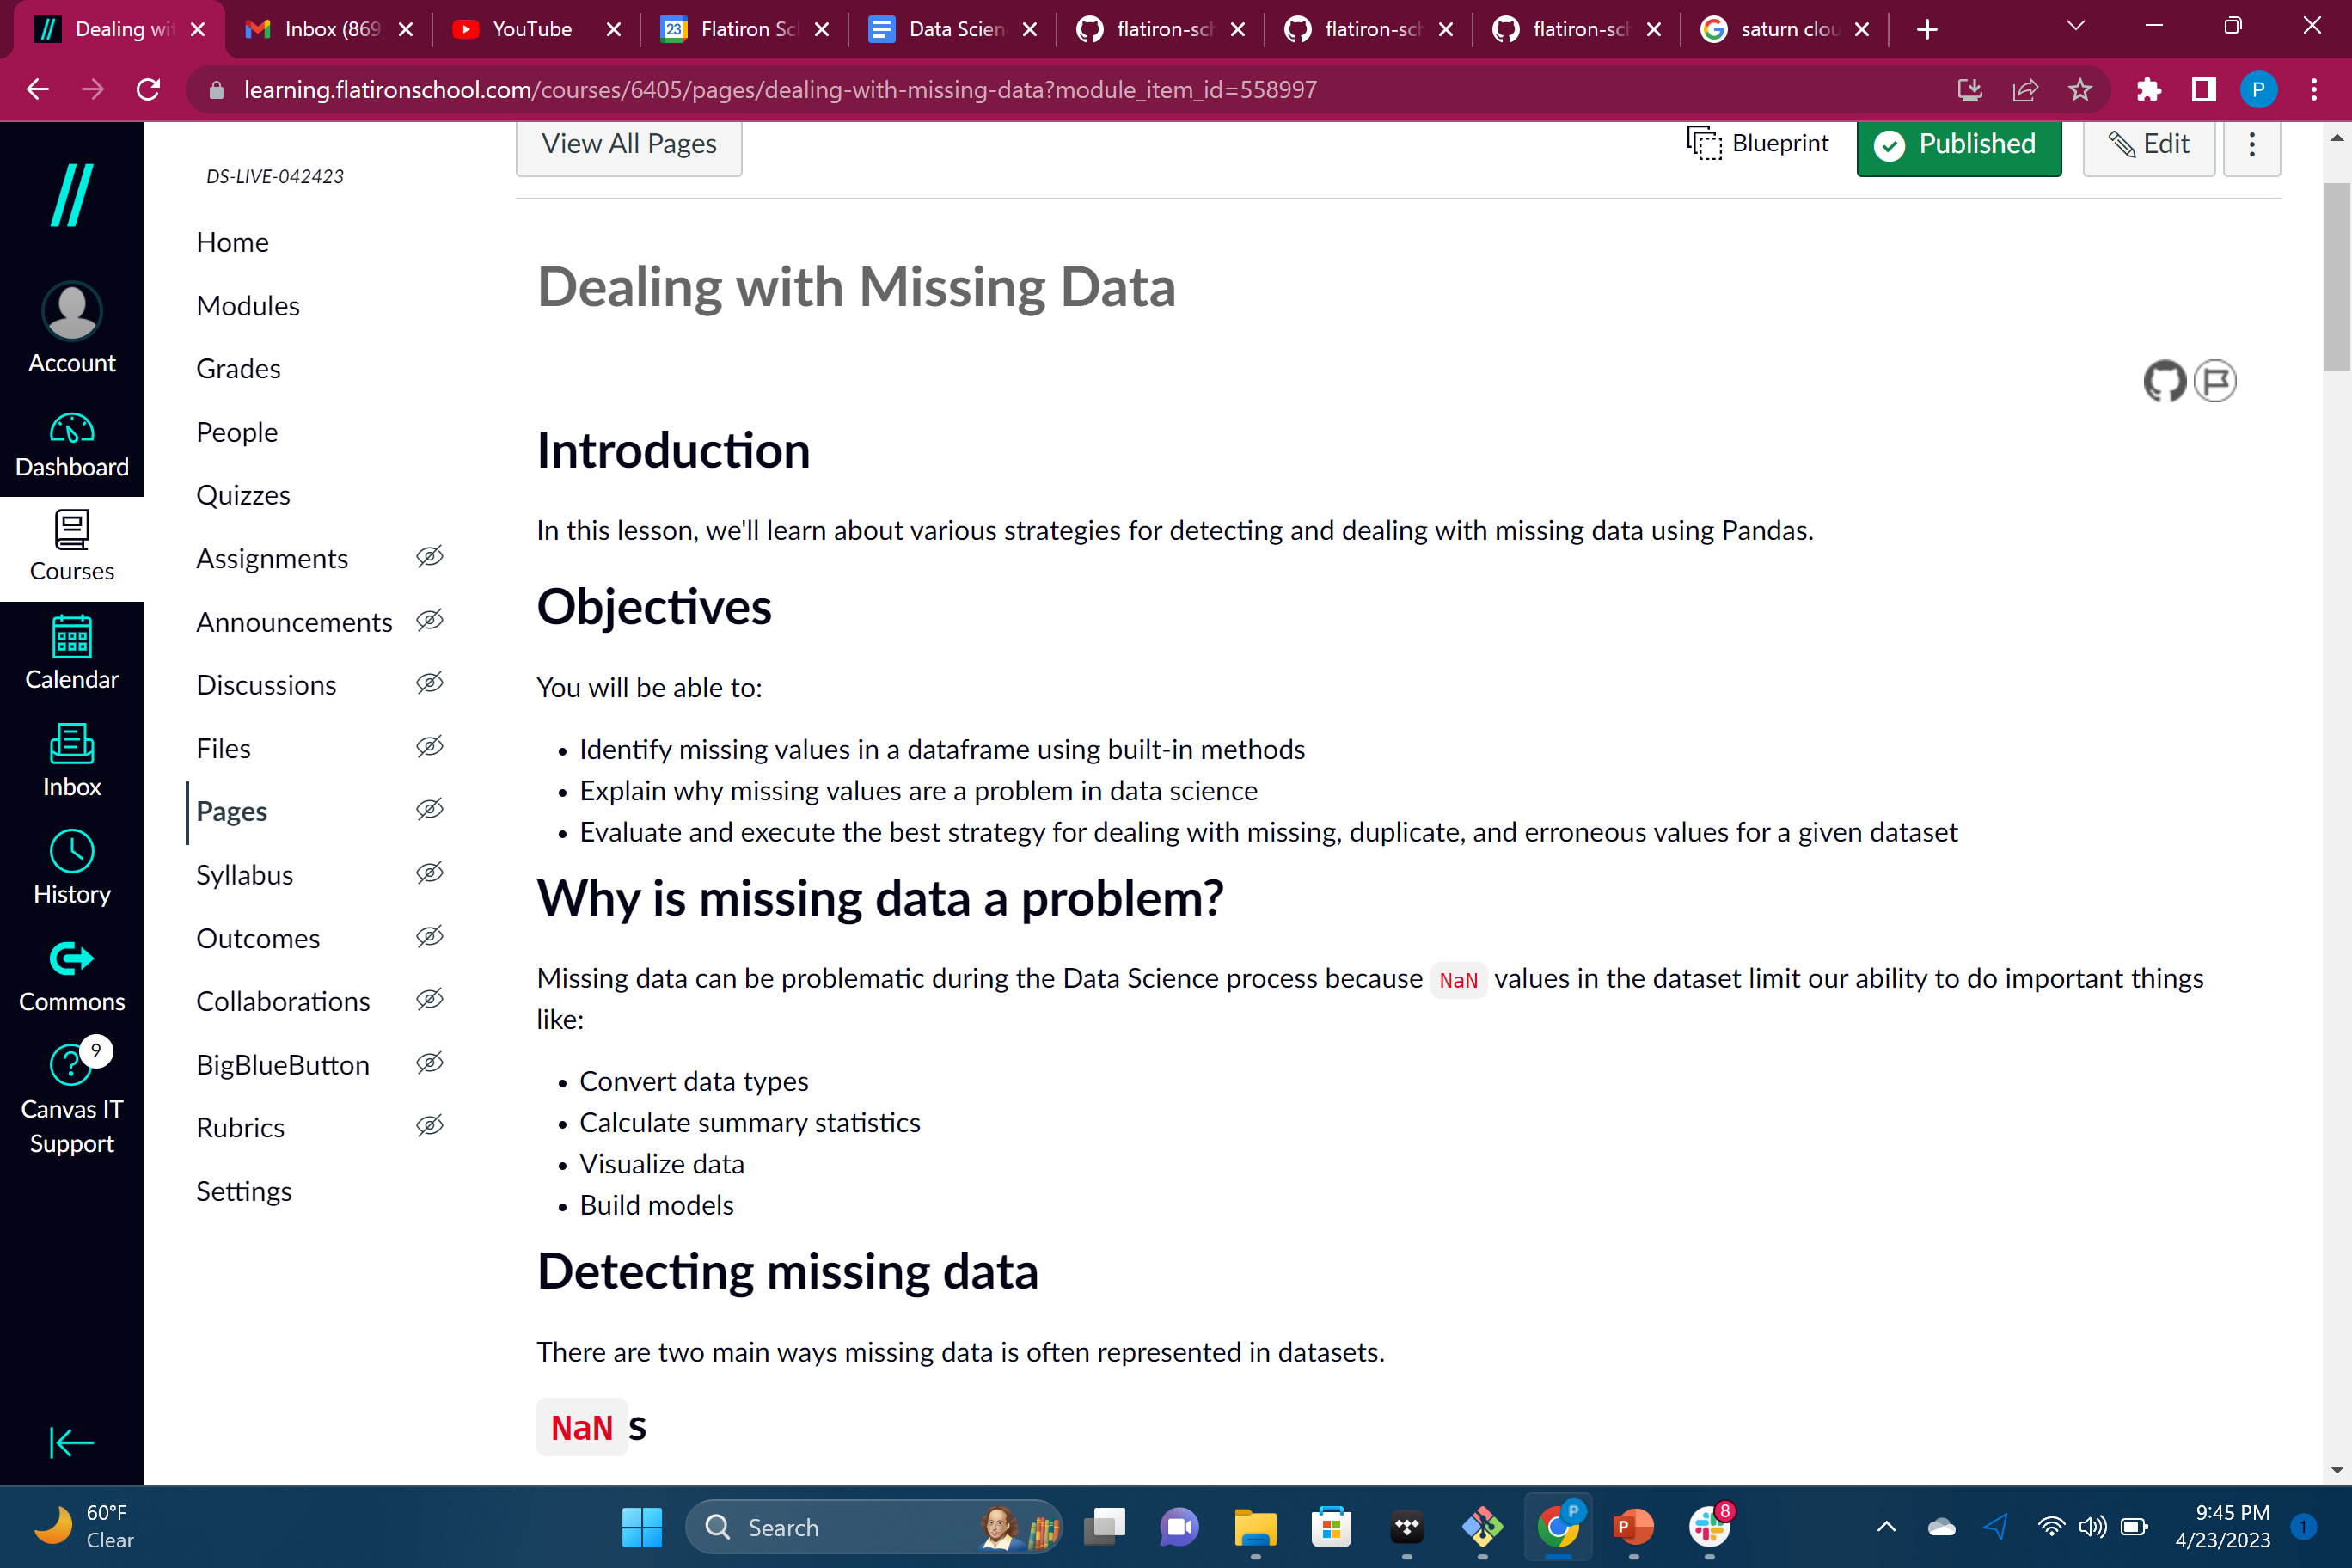 Dealing wi
Inbox (869
YouTube
23
Flatiron Sc
Data Scien
flatiron-sc
flatiron-sch
flatiron-sch
saturn clou
learning.flatironschool.com/courses/6405/pages/dealing-with-missing-data?module_item_id=558997
P
View All Pages
Blueprint
Published
Edit
DS-LIVE-042423
Account
Dashboard
Courses
Calendar
Inbox
History
Commons
9
Canvas IT
Support
Home
Modules
Grades
People
Quizzes
Assignments
Announcements
Discussions
Files
Pages
Syllabus
Outcomes
Collaborations
BigBlueButton
Rubrics
Settings
Dealing with Missing Data
Introduction
In this lesson, we'll learn about various strategies for detecting and dealing with missing data using Pandas.
Objectives
You will be able to:
• Identify missing values in a dataframe using built-in methods
• Explain why missing values are a problem in data science
• Evaluate and execute the best strategy for dealing with missing, duplicate, and erroneous values for a given dataset
Why is missing data a problem?
Missing data can be problematic during the Data Science process because NaN values in the dataset limit our ability to do important things
like:
• Convert data types
• Calculate summary statistics
• Visualize data
• Build models
Detecting missing data
There are two main ways missing data is often represented in datasets.
NaN s
60°F
Clear
Search
P
P
8
9:45 PM
4/23/2023
1